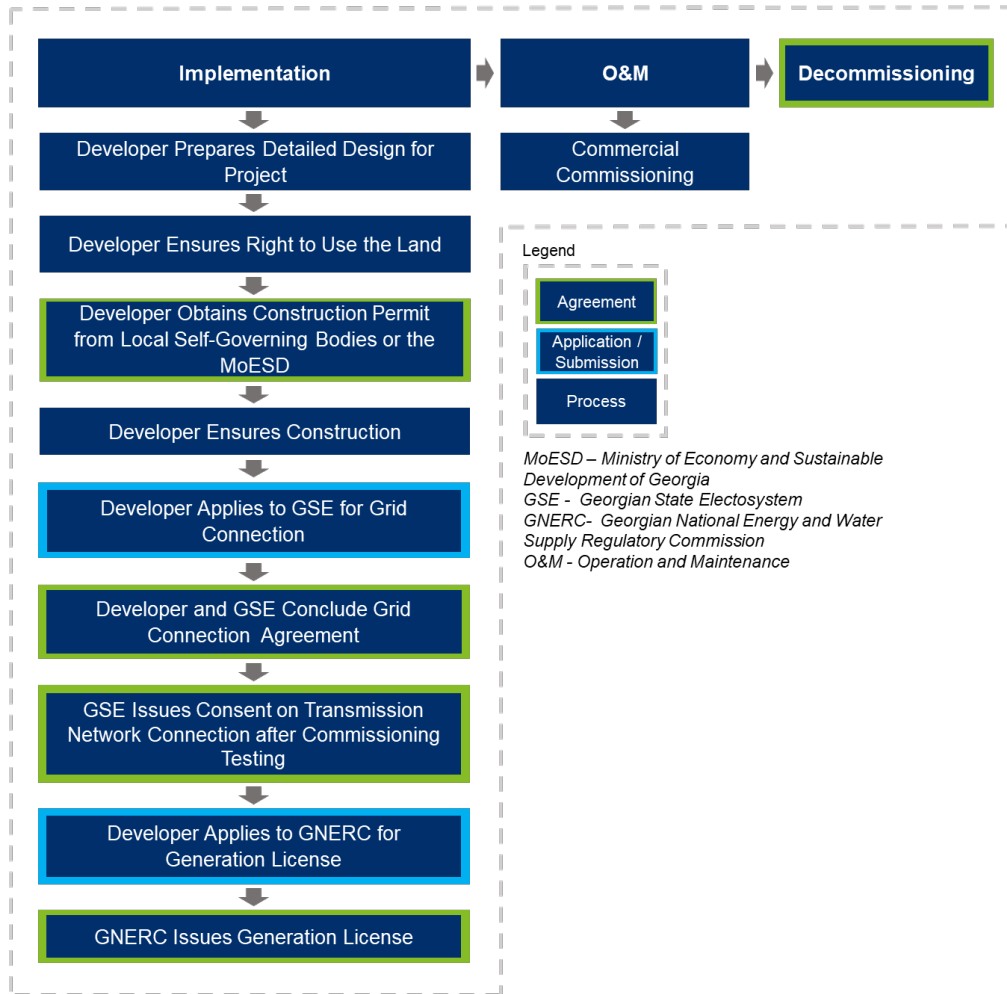 Implementation
O&M
Decommissioning
Developer Prepares Detailed Design for
Project
Commercial
Commissioning
Developer Ensures Right to Use the Land
Developer Obtains Construction Permit
from Local Self-Governing Bodies or the
MoESD
Developer Ensures Construction
Developer Applies to GSE for Grid
Connection
Developer and GSE Conclude Grid
Connection Agreement
GSE Issues Consent on Transmission
Network Connection after Commissioning
Testing
Developer Applies to GNERC for
Generation License
GNERC Issues Generation License
Legend
Agreement
Application /
Submission
Process
MoESD – Ministry of Economy and Sustainable
Development of Georgia
GSE - Georgian State Electosystem
GNERC- Georgian National Energy and Water
Supply Regulatory Commission
O&M - Operation and Maintenance